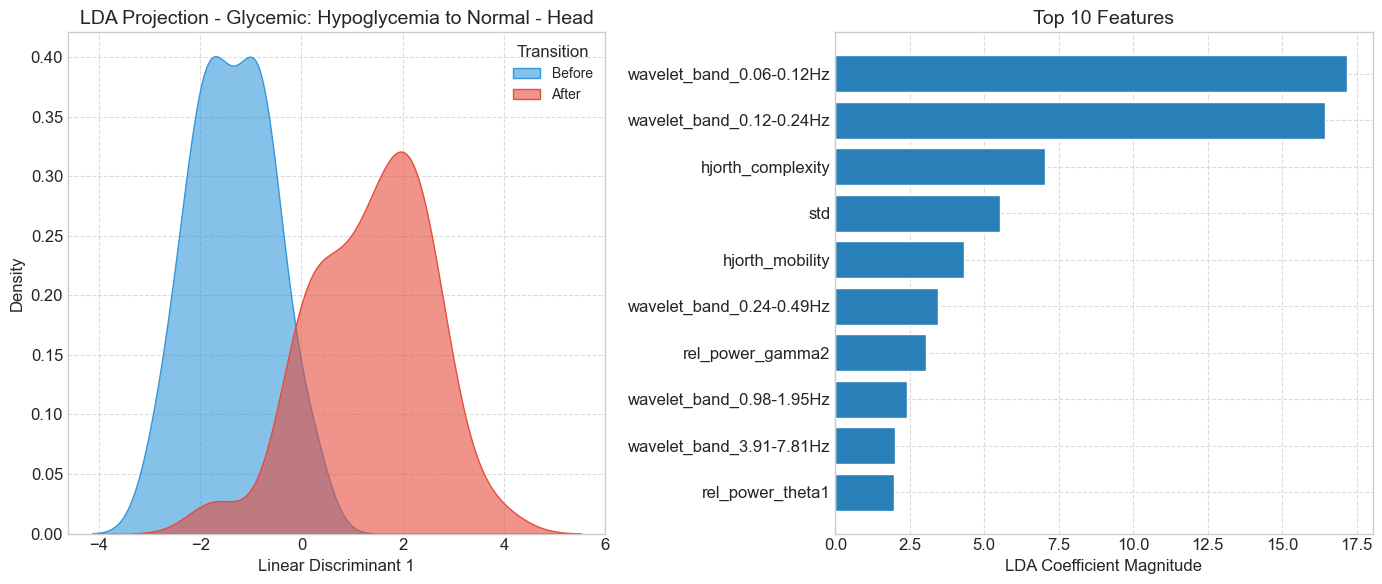 LDA Projection - Glycemic: Hypoglycemia to Normal - Head
Transition
Before
After
Density
0.40
0.35
0.30
0.25
0.20
0.15
0.10
0.05
0.00
−4 −2 0 2 4 6
Linear Discriminant 1
Top 10 Features
wavelet_band_0.06-0.12Hz
wavelet_band_0.12-0.24Hz
hjorth_complexity
std
hjorth_mobility
wavelet_band_0.24-0.49Hz
rel_power_gamma2
wavelet_band_0.98-1.95Hz
wavelet_band_3.91-7.81Hz
rel_power_theta1
0.0 2.5 5.0 7.5 10.0 12.5 15.0 17.5
LDA Coefficient Magnitude